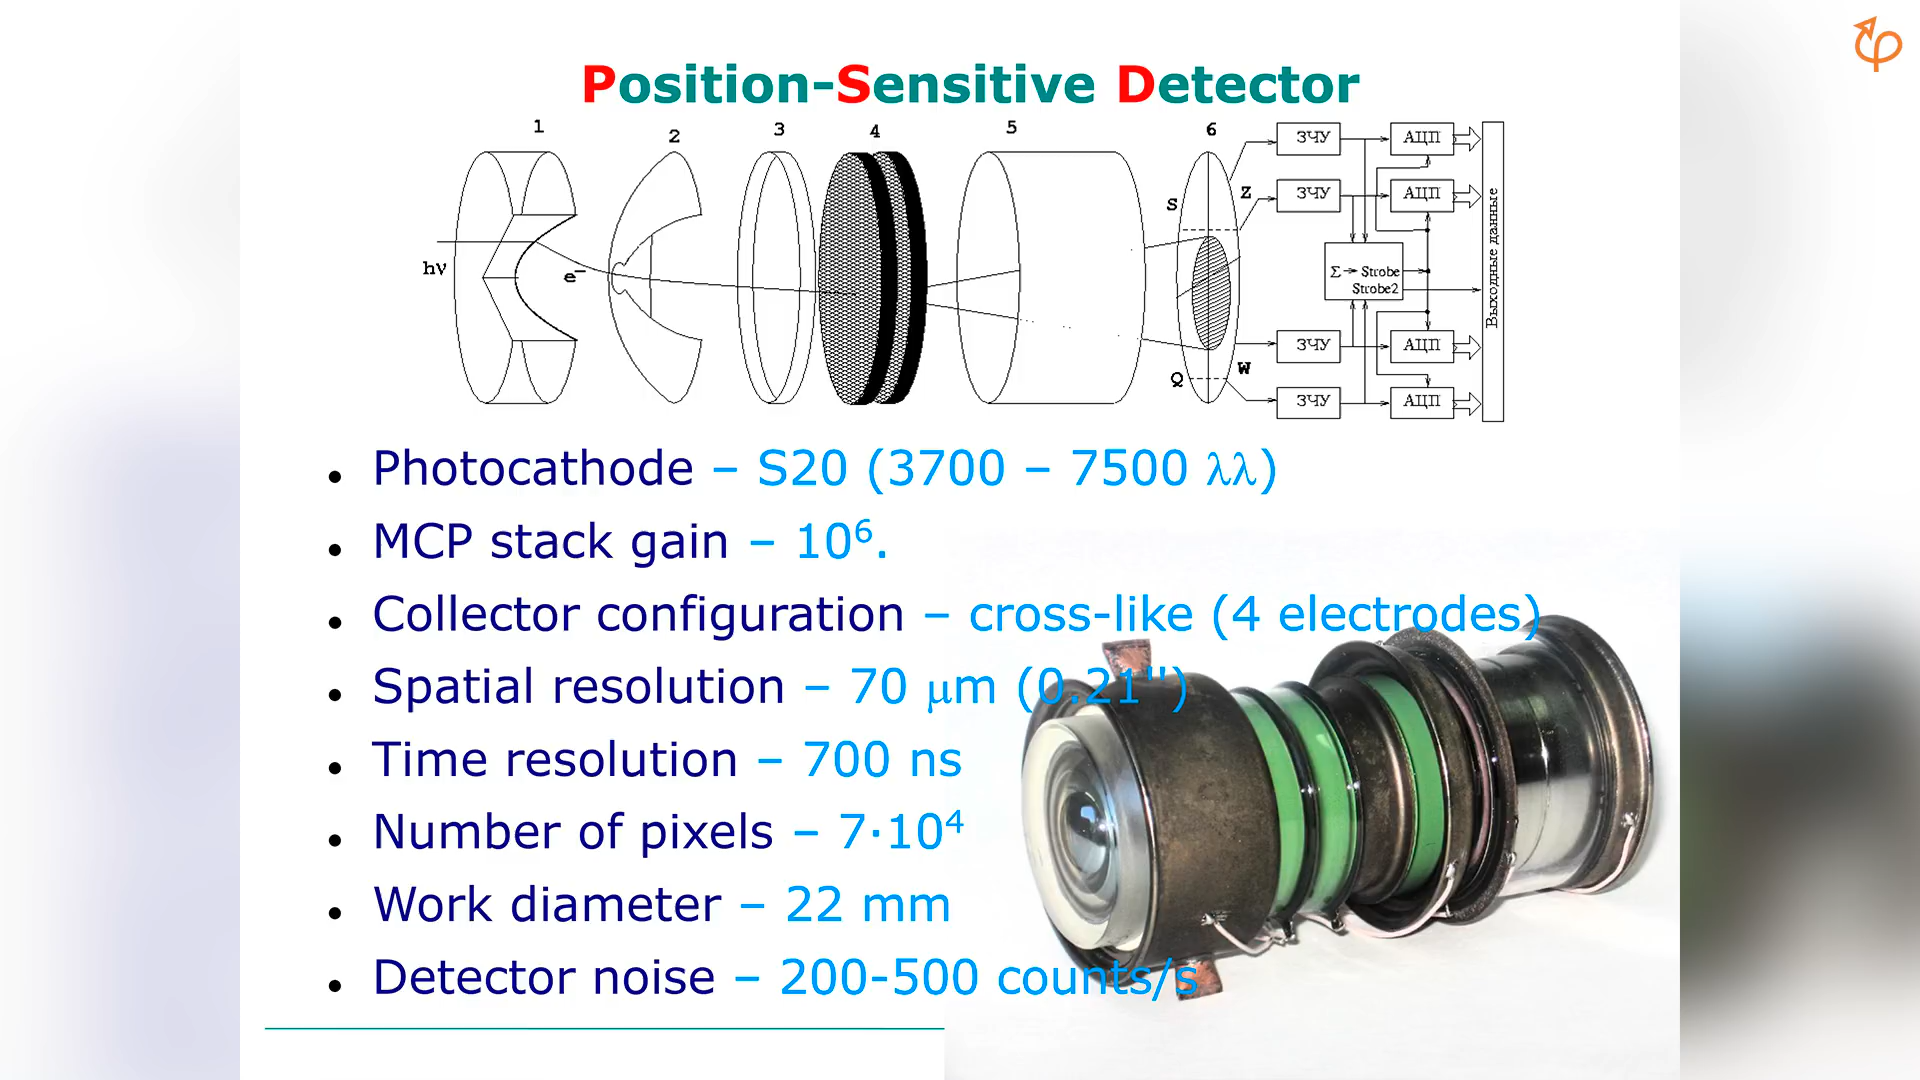 Position-Sensitive Detector
1 2 3 4 5 6
hν
e⁻
S Z
Q W
ЗЧУ АЦП
ЗЧУ АЦП
Σ → Strobe
Strobe2
ЗЧУ АЦП
ЗЧУ АЦП
Выходные данные
• Photocathode – S20 (3700 – 7500 λλ)
• MCP stack gain – 10⁶.
• Collector configuration – cross-like (4 electrodes)
• Spatial resolution – 70 μm (0.21")
• Time resolution – 700 ns
• Number of pixels – 7·10⁴
• Work diameter – 22 mm
• Detector noise – 200-500 counts/s